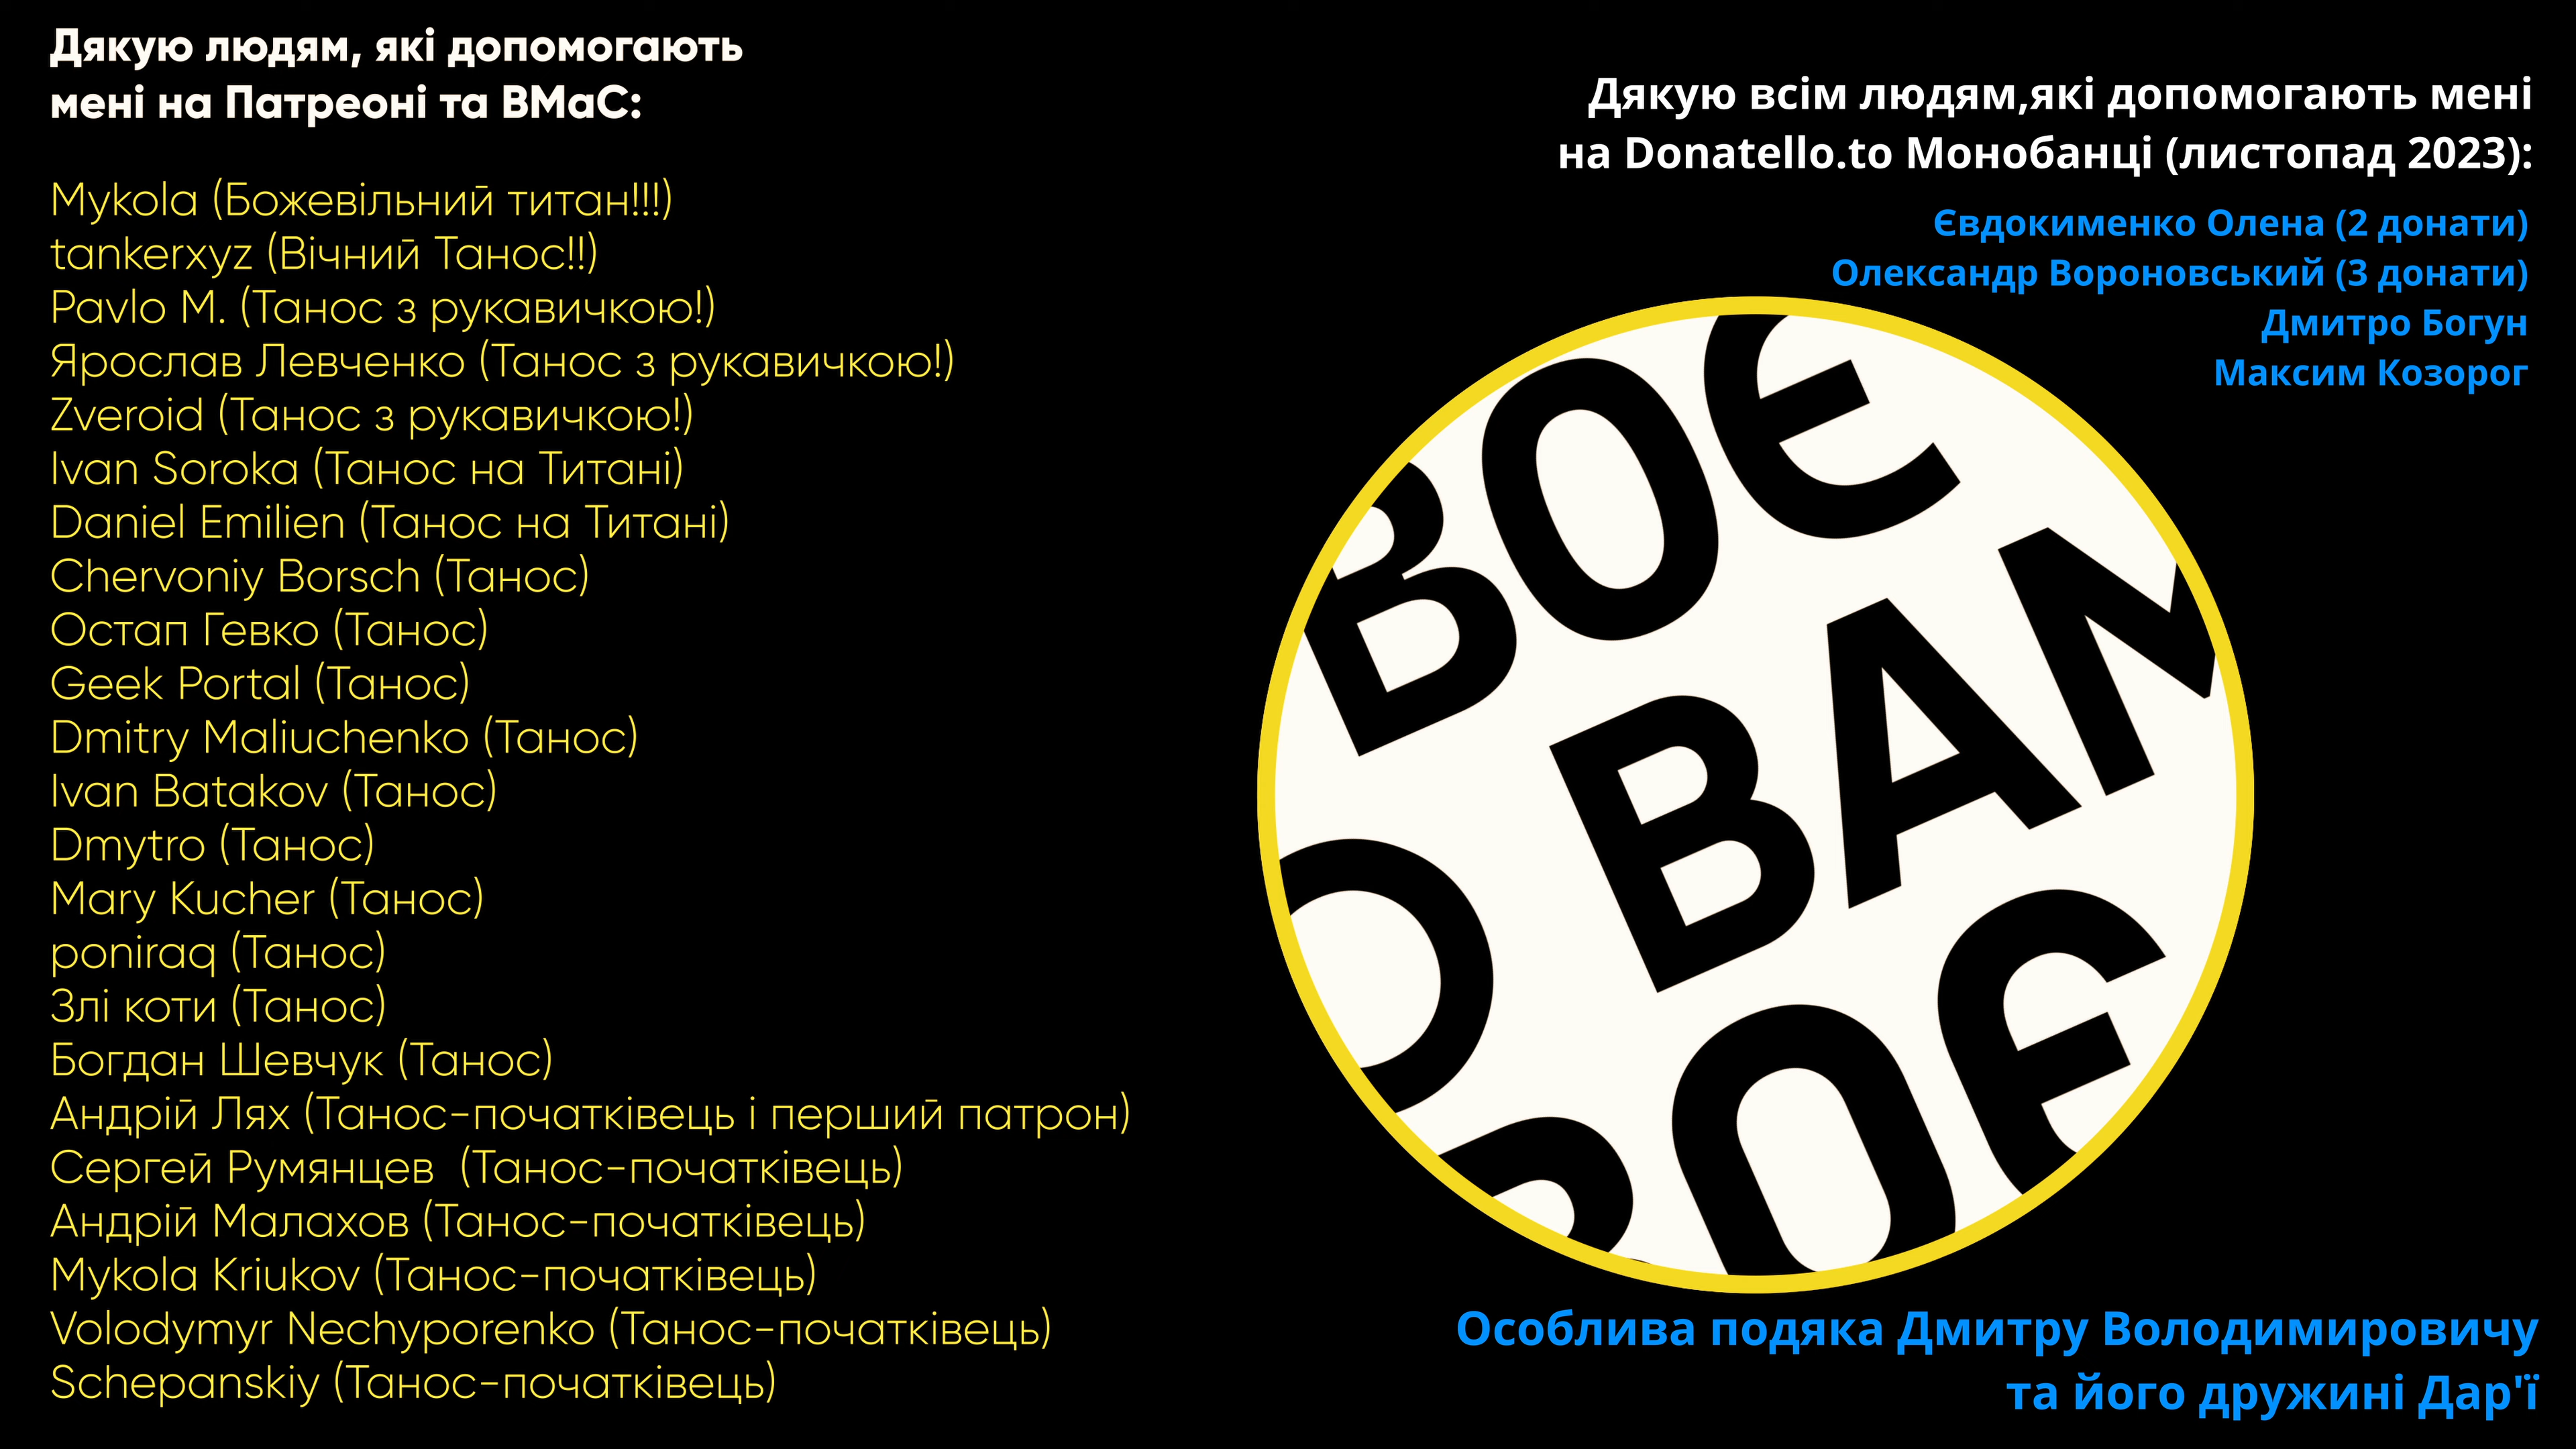 Дякую людям, які допомогають
мені на Патреоні та BMaC:
Mykola (Божевільний титан!!!)
tankerxyz (Вічний Танос!!)
Pavlo M. (Танос з рукавичкою!)
Ярослав Левченко (Танос з рукавичкою!)
Zveroid (Танос з рукавичкою!)
Ivan Soroka (Танос на Титані)
Daniel Emilien (Танос на Титані)
Chervoniy Borsch (Танос)
Остап Гевко (Танос)
Geek Portal (Танос)
Dmitry Maliuchenko (Танос)
Ivan Batakov (Танос)
Dmytro (Танос)
Mary Kucher (Танос)
poniraq (Танос)
Злі коти (Танос)
Богдан Шевчук (Танос)
Андрій Лях (Танос-початківець і перший патрон)
Сергей Румянцев (Танос-початківець)
Андрій Малахов (Танос-початківець)
Mykola Kriukov (Танос-початківець)
Volodymyr Nechyporenko (Танос-початківець)
Schepanskiy (Танос-початківець)
Дякую всім людям,які допомогають мені
на Donatello.to Монобанці (листопад 2023):
Євдокименко Олена (2 донати)
Олександр Вороновський (3 донати)
Дмитро Богун
Максим Козорог
ВОЄ
ВАМ
Особлива подяка Дмитру Володимировичу
та його дружині Дар'ї